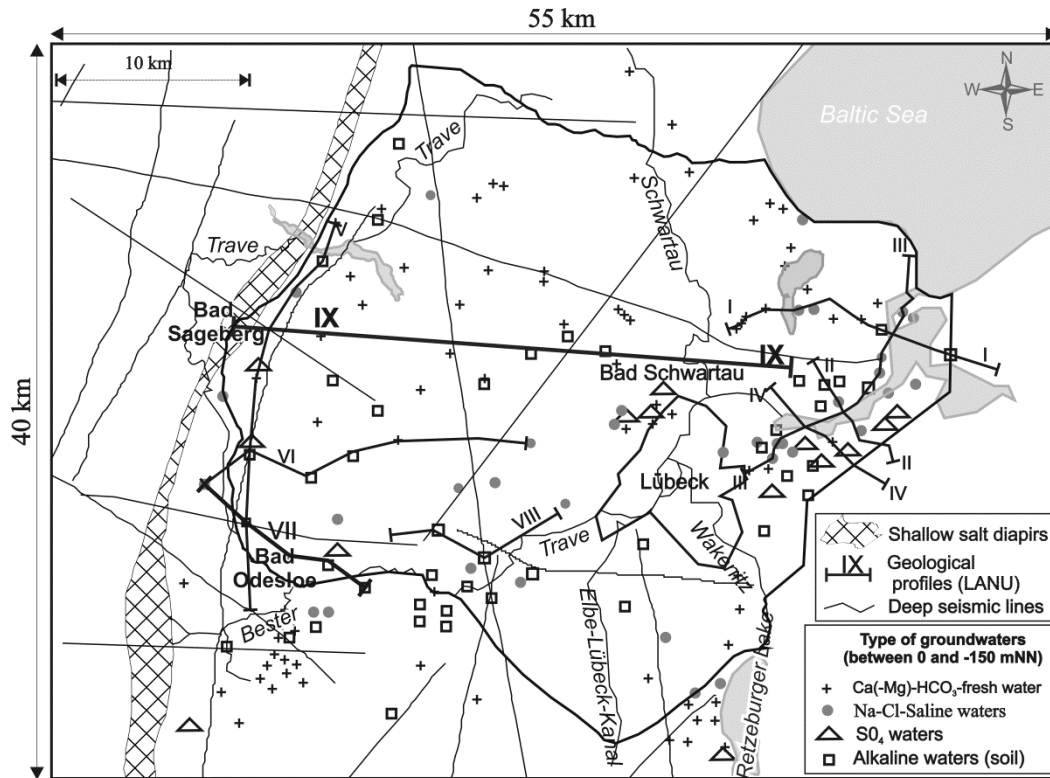 55 km
40 km
10 km
N
W E
S
Baltic Sea
Trave
Schwartau
Trave
V
III
Bad
Sageberg
IX
I
I
IX
II
Bad Schwartau
IV
VI
II
Lübeck
III
IV
VII
VIII
Trave
Wakenitz
Bad
Odesloe
Bester
Elbe-Lübeck-Kanal
Retzeburger Lake
Shallow salt diapirs
IX
Geological
profiles (LANU)
Deep seismic lines
Type of groundwaters
(between 0 and -150 mNN)
Ca(-Mg)-HCO₃-fresh water
Na-Cl-Saline waters
S0₄ waters
Alkaline waters (soil)